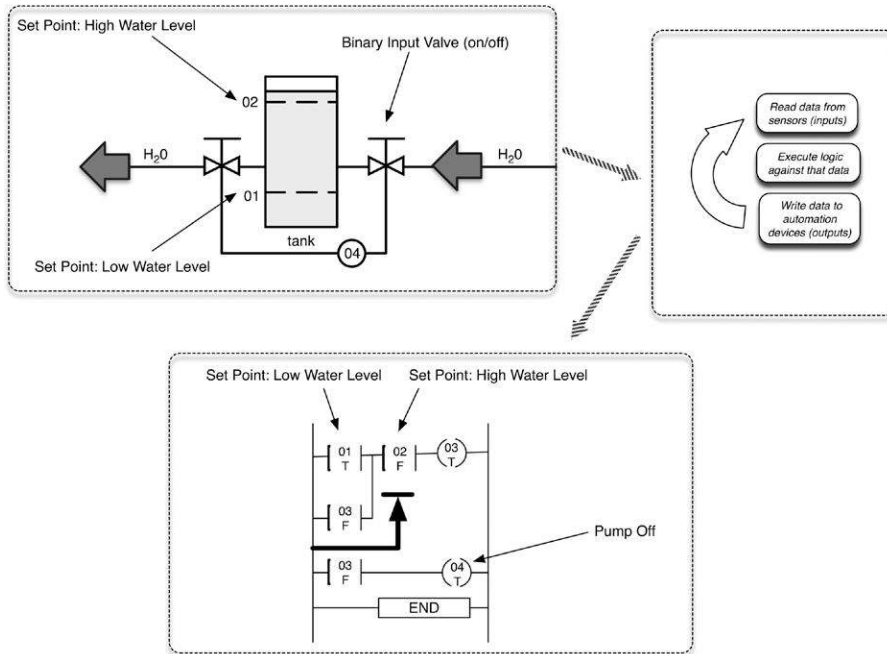 Set Point: High Water Level
Binary Input Valve (on/off)
02
H20
H20
01
tank
04
Set Point: Low Water Level
Read data from
sensors (inputs)
Execute logic
against that data
Write data to
automation
devices (outputs)
Set Point: Low Water Level
Set Point: High Water Level
01
T
02
F
03
T
03
F
Pump Off
03
F
04
T
END